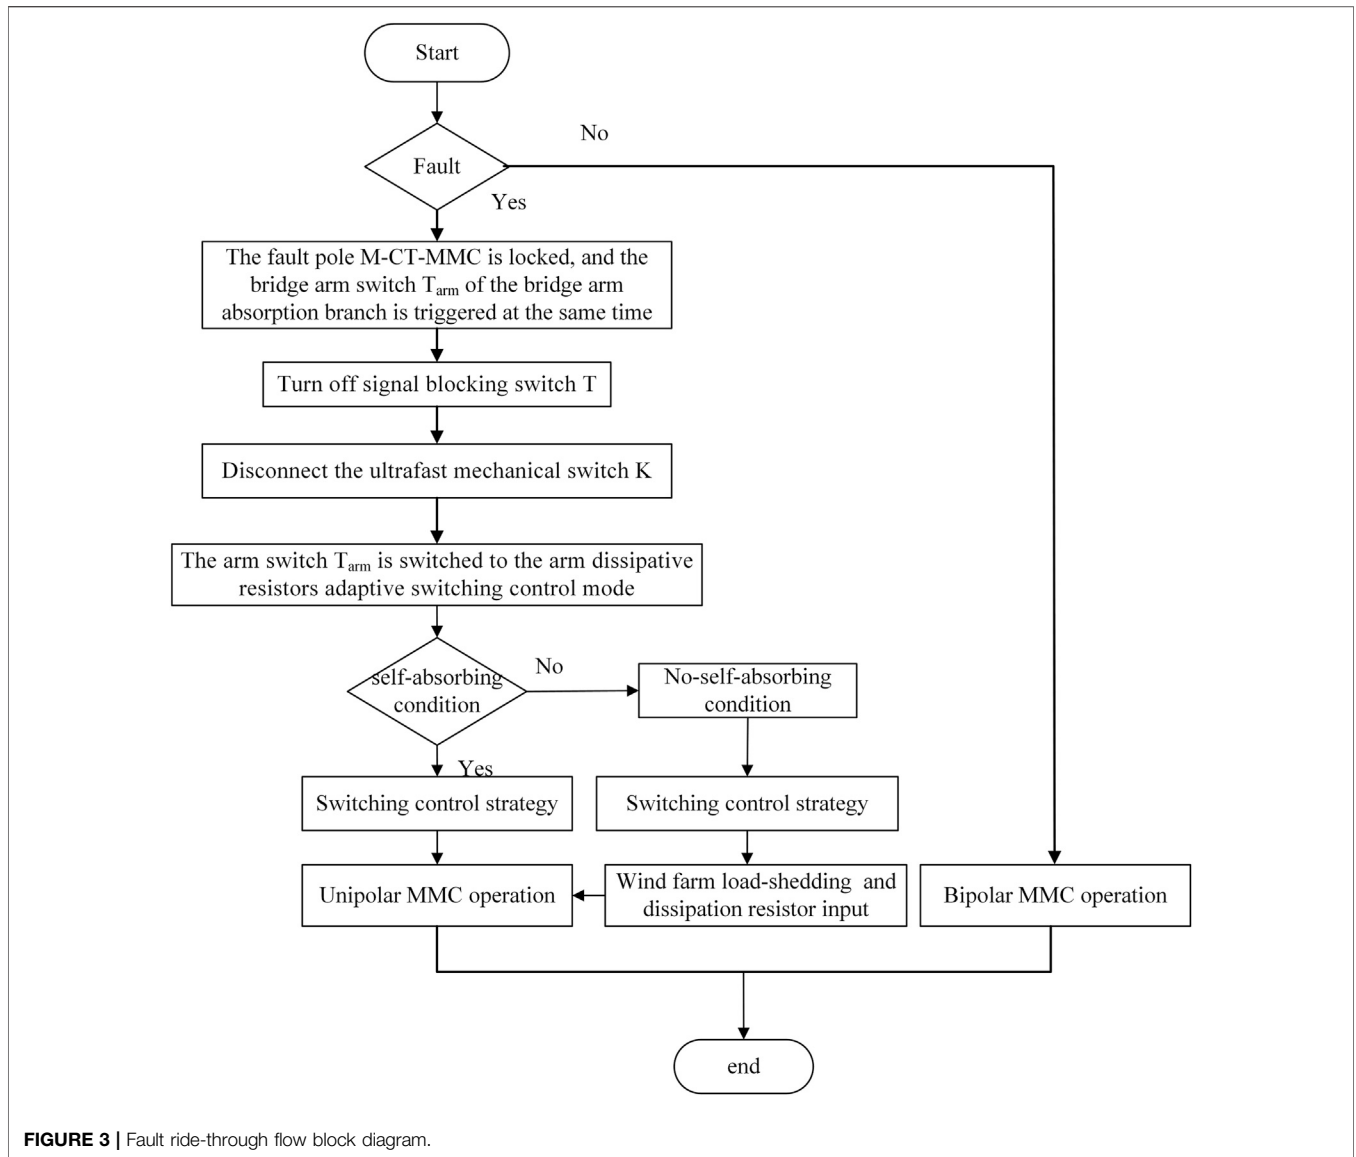 Start
No
Fault
Yes
The fault pole M-CT-MMC is locked, and the
bridge arm switch Tarm of the bridge arm
absorption branch is triggered at the same time
Turn off signal blocking switch T
Disconnect the ultrafast mechanical switch K
The arm switch Tarm is switched to the arm dissipative
resistors adaptive switching control mode
self-absorbing
condition
No
No-self-absorbing
condition
Yes
Switching control strategy
Switching control strategy
Unipolar MMC operation
Wind farm load-shedding and
dissipation resistor input
Bipolar MMC operation
end
FIGURE 3 | Fault ride-through flow block diagram.